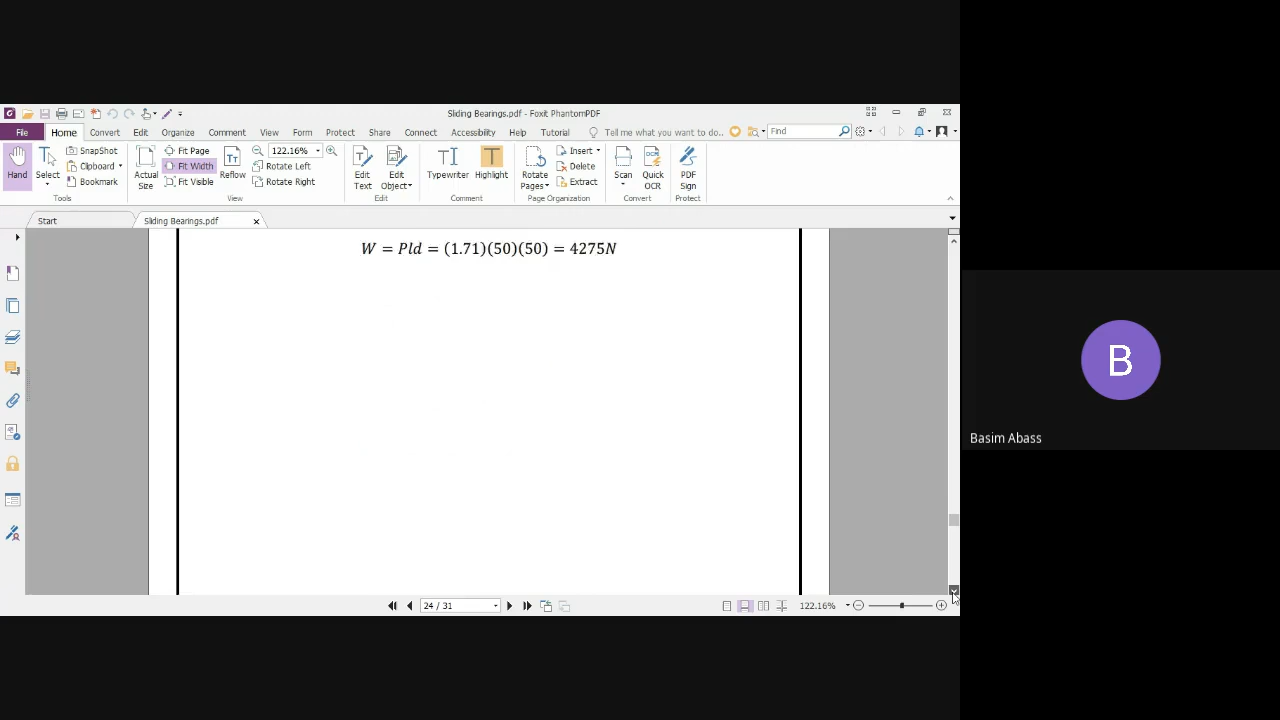 Sliding Bearings.pdf - Foxit PhantomPDF
File Home Convert Edit Organize Comment View Form Protect Share Connect Accessibility Help Tutorial Tell me what you want to do.. Find
Hand
Select
SnapShot
Clipboard
Bookmark
Tools
Actual
Size
Fit Page
Fit Width
Fit Visible
Reflow
122.16%
Rotate Left
Rotate Right
View
Edit
Text
Edit
Object
Edit
Typewriter
Highlight
Comment
Rotate
Pages
Insert
Delete
Extract
Page Organization
Scan
Quick
OCR
Convert
PDF
Sign
Protect
Start
Sliding Bearings.pdf
W = Pld = (1.71)(50)(50) = 4275N
24 / 31
122.16%
B
Basim Abass